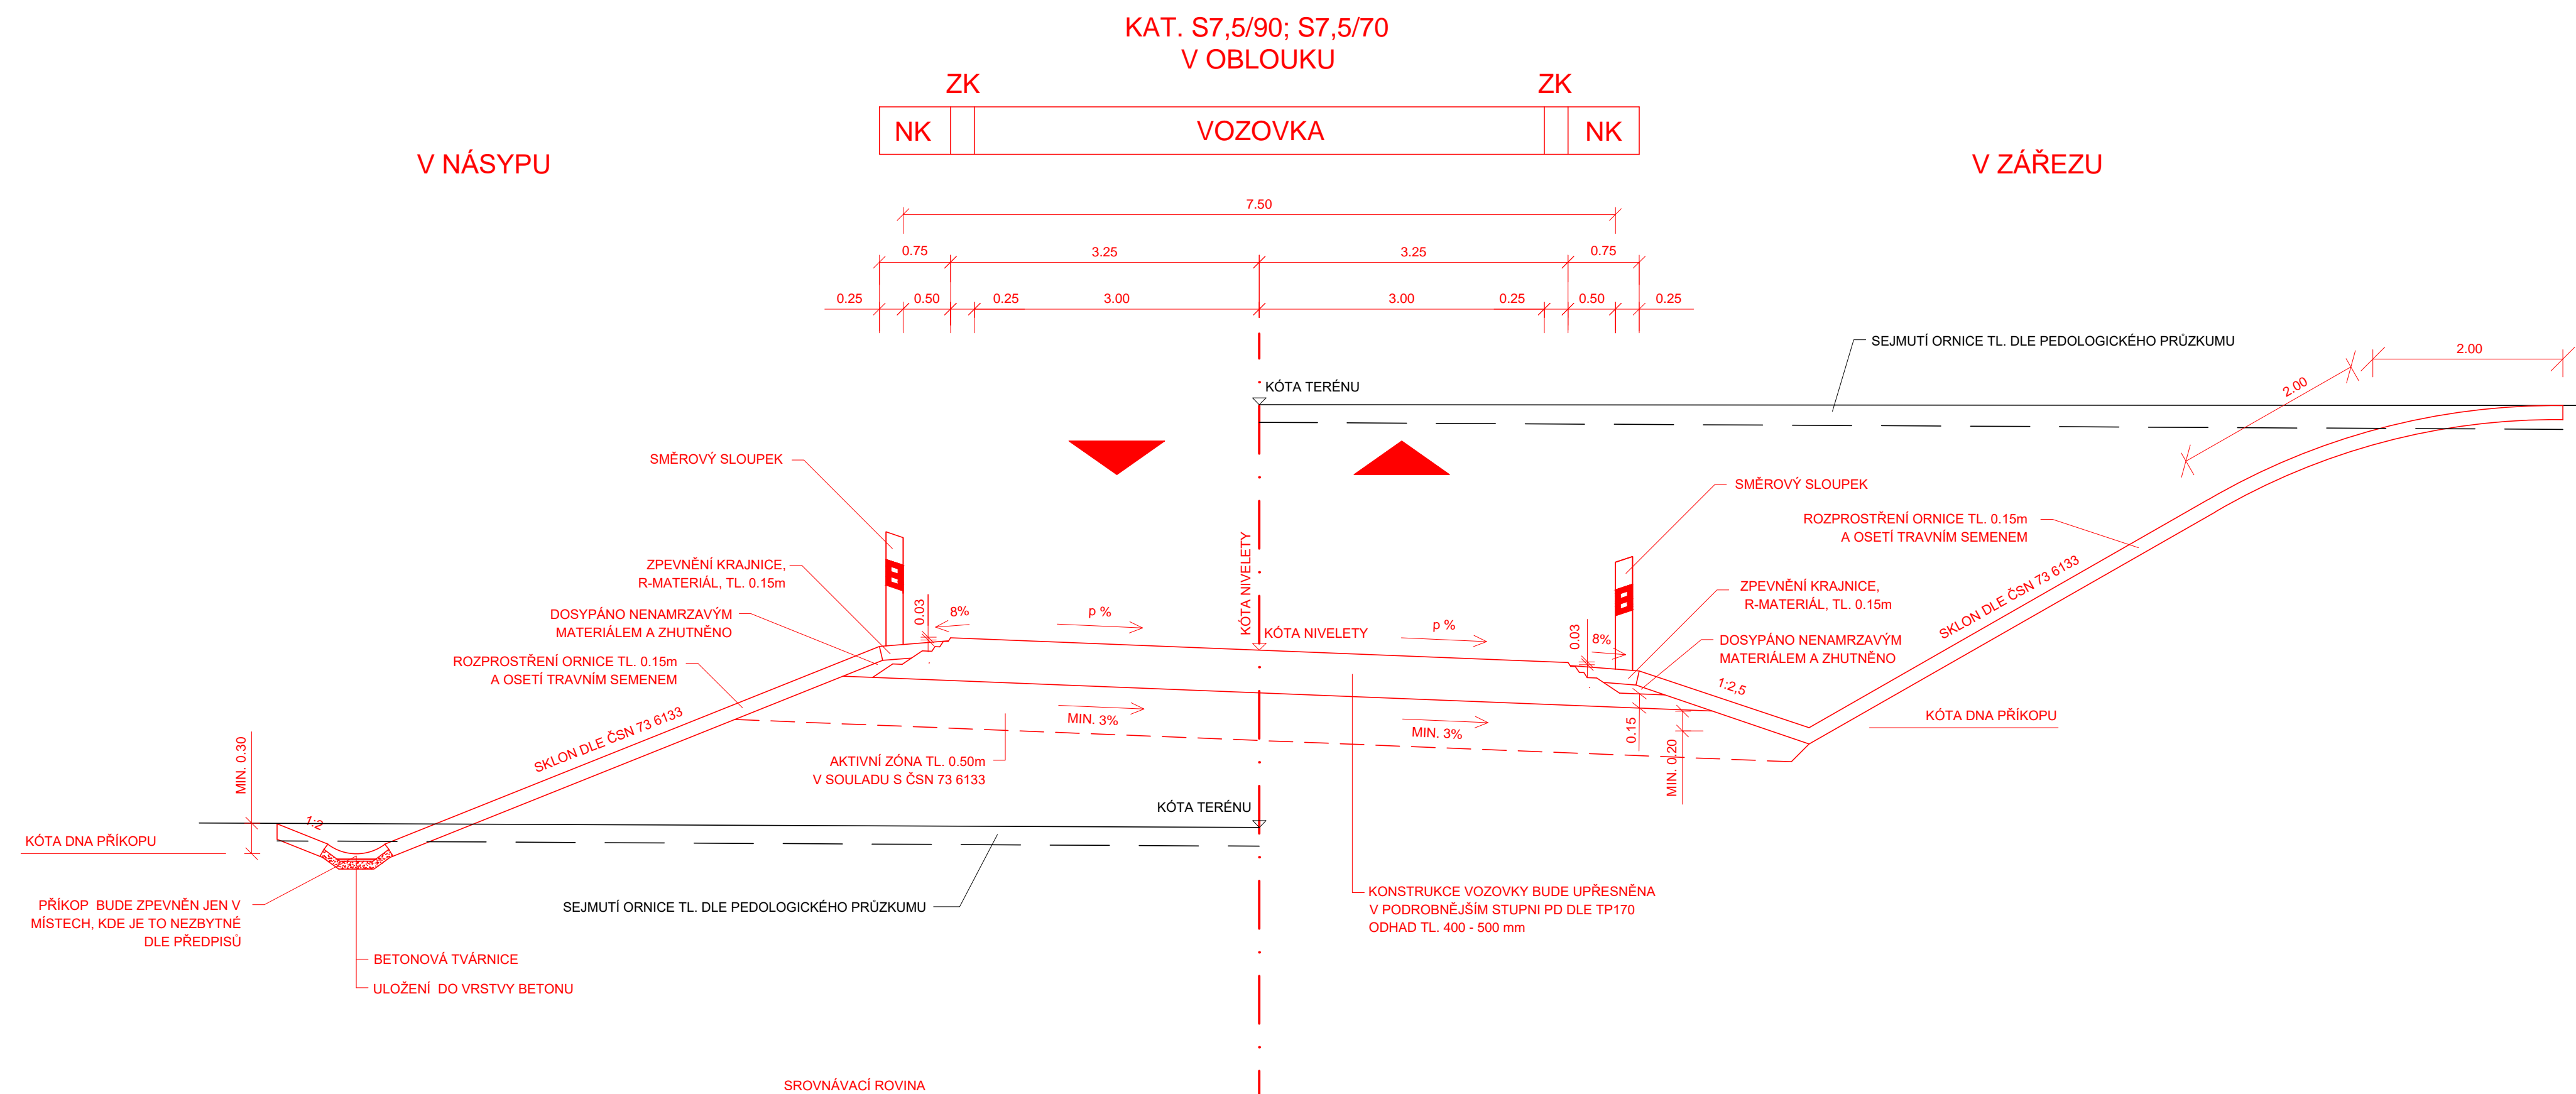 KAT. S7,5/90; S7,5/70
V OBLOUKU
ZK
ZK
NK
VOZOVKA
NK
V NÁSYPU
V ZÁŘEZU
7.50
0.75
3.25
3.25
0.75
0.25
0.50
0.25
3.00
3.00
0.25
0.50
0.25
SEJMUTÍ ORNICE TL. DLE PEDOLOGICKÉHO PRŮZKUMU
2.00
2.00
KÓTA TERÉNU
SMĚROVÝ SLOUPEK
SMĚROVÝ SLOUPEK
ROZPROSTŘENÍ ORNICE TL. 0.15m
A OSETÍ TRAVNÍM SEMENEM
SKLON DLE ČSN 73 6133
ZPEVNĚNÍ KRAJNICE,
R-MATERIÁL, TL. 0.15m
ZPEVNĚNÍ KRAJNICE,
R-MATERIÁL, TL. 0.15m
DOSYPÁNO NENAMRZAVÝM
MATERIÁLEM A ZHUTNĚNO
0.03
8%
p %
KÓTA NIVELETY
KÓTA NIVELETY
p %
0.03
8%
DOSYPÁNO NENAMRZAVÝM
MATERIÁLEM A ZHUTNĚNO
ROZPROSTŘENÍ ORNICE TL. 0.15m
A OSETÍ TRAVNÍM SEMENEM
1:2,5
KÓTA DNA PŘÍKOPU
SKLON DLE ČSN 73 6133
MIN. 3%
MIN. 3%
0.15
MIN. 0.20
MIN. 0.30
AKTIVNÍ ZÓNA TL. 0.50m
V SOULADU S ČSN 73 6133
KÓTA TERÉNU
1:2
KÓTA DNA PŘÍKOPU
PŘÍKOP BUDE ZPEVNĚN JEN V
MÍSTECH, KDE JE TO NEZBYTNÉ
DLE PŘEDPISŮ
SEJMUTÍ ORNICE TL. DLE PEDOLOGICKÉHO PRŮZKUMU
KONSTRUKCE VOZOVKY BUDE UPŘESNĚNA
V PODROBNĚJŠÍM STUPNI PD DLE TP170
ODHAD TL. 400 - 500 mm
BETONOVÁ TVÁRNICE
ULOŽENÍ DO VRSTVY BETONU
SROVNÁVACÍ ROVINA